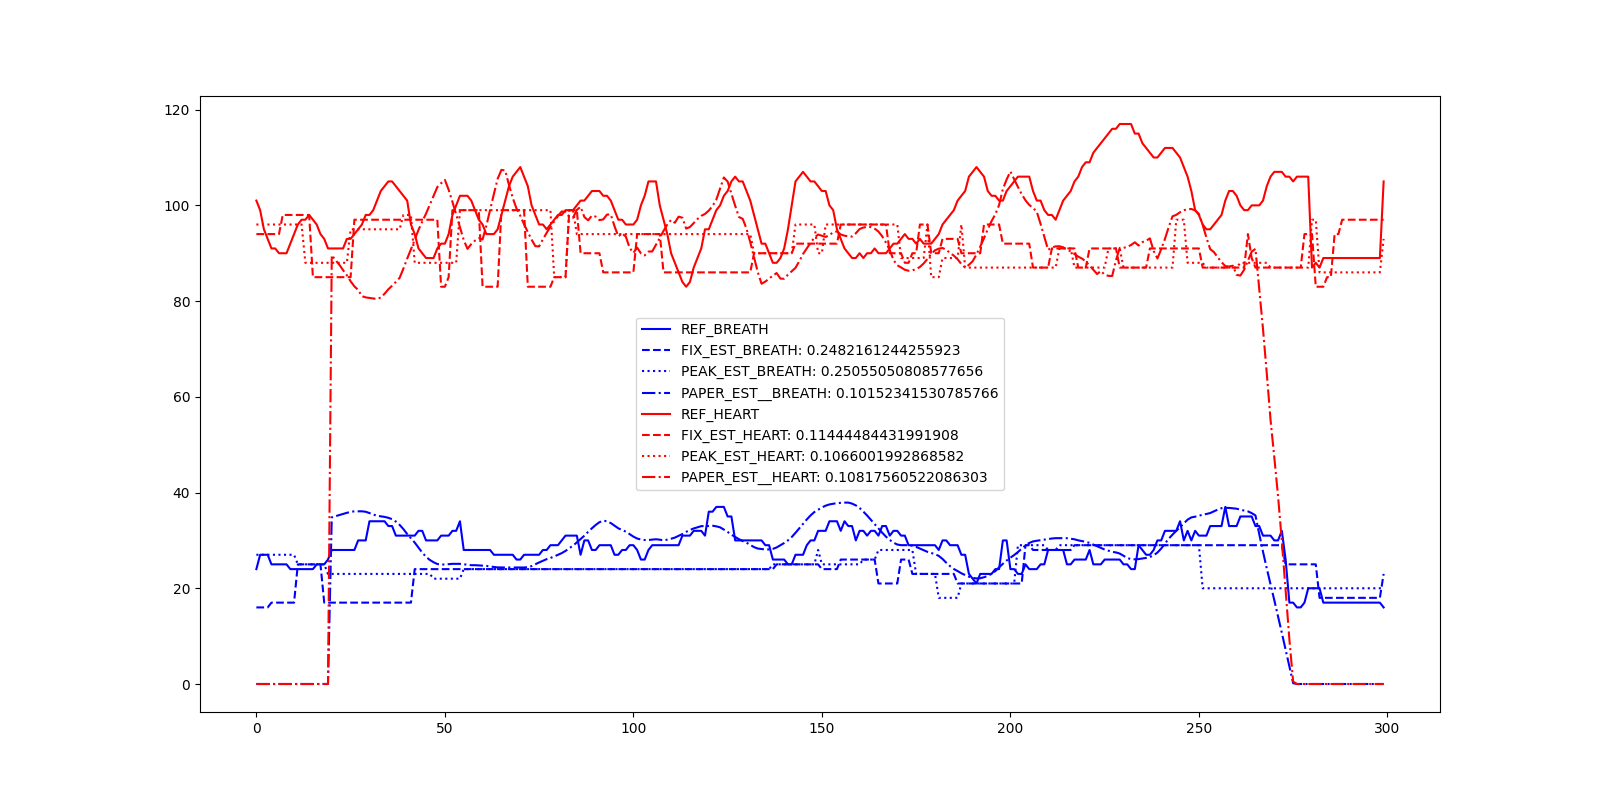 120
100
80
60
40
20
0
REF_BREATH
FIX_EST_BREATH: 0.2482161244255923
PEAK_EST_BREATH: 0.25055050808577656
PAPER_EST__BREATH: 0.10152341530785766
REF_HEART
FIX_EST_HEART: 0.11444484431991908
PEAK_EST_HEART: 0.1066001992868582
PAPER_EST__HEART: 0.10817560522086303
0 50 100 150 200 250 300